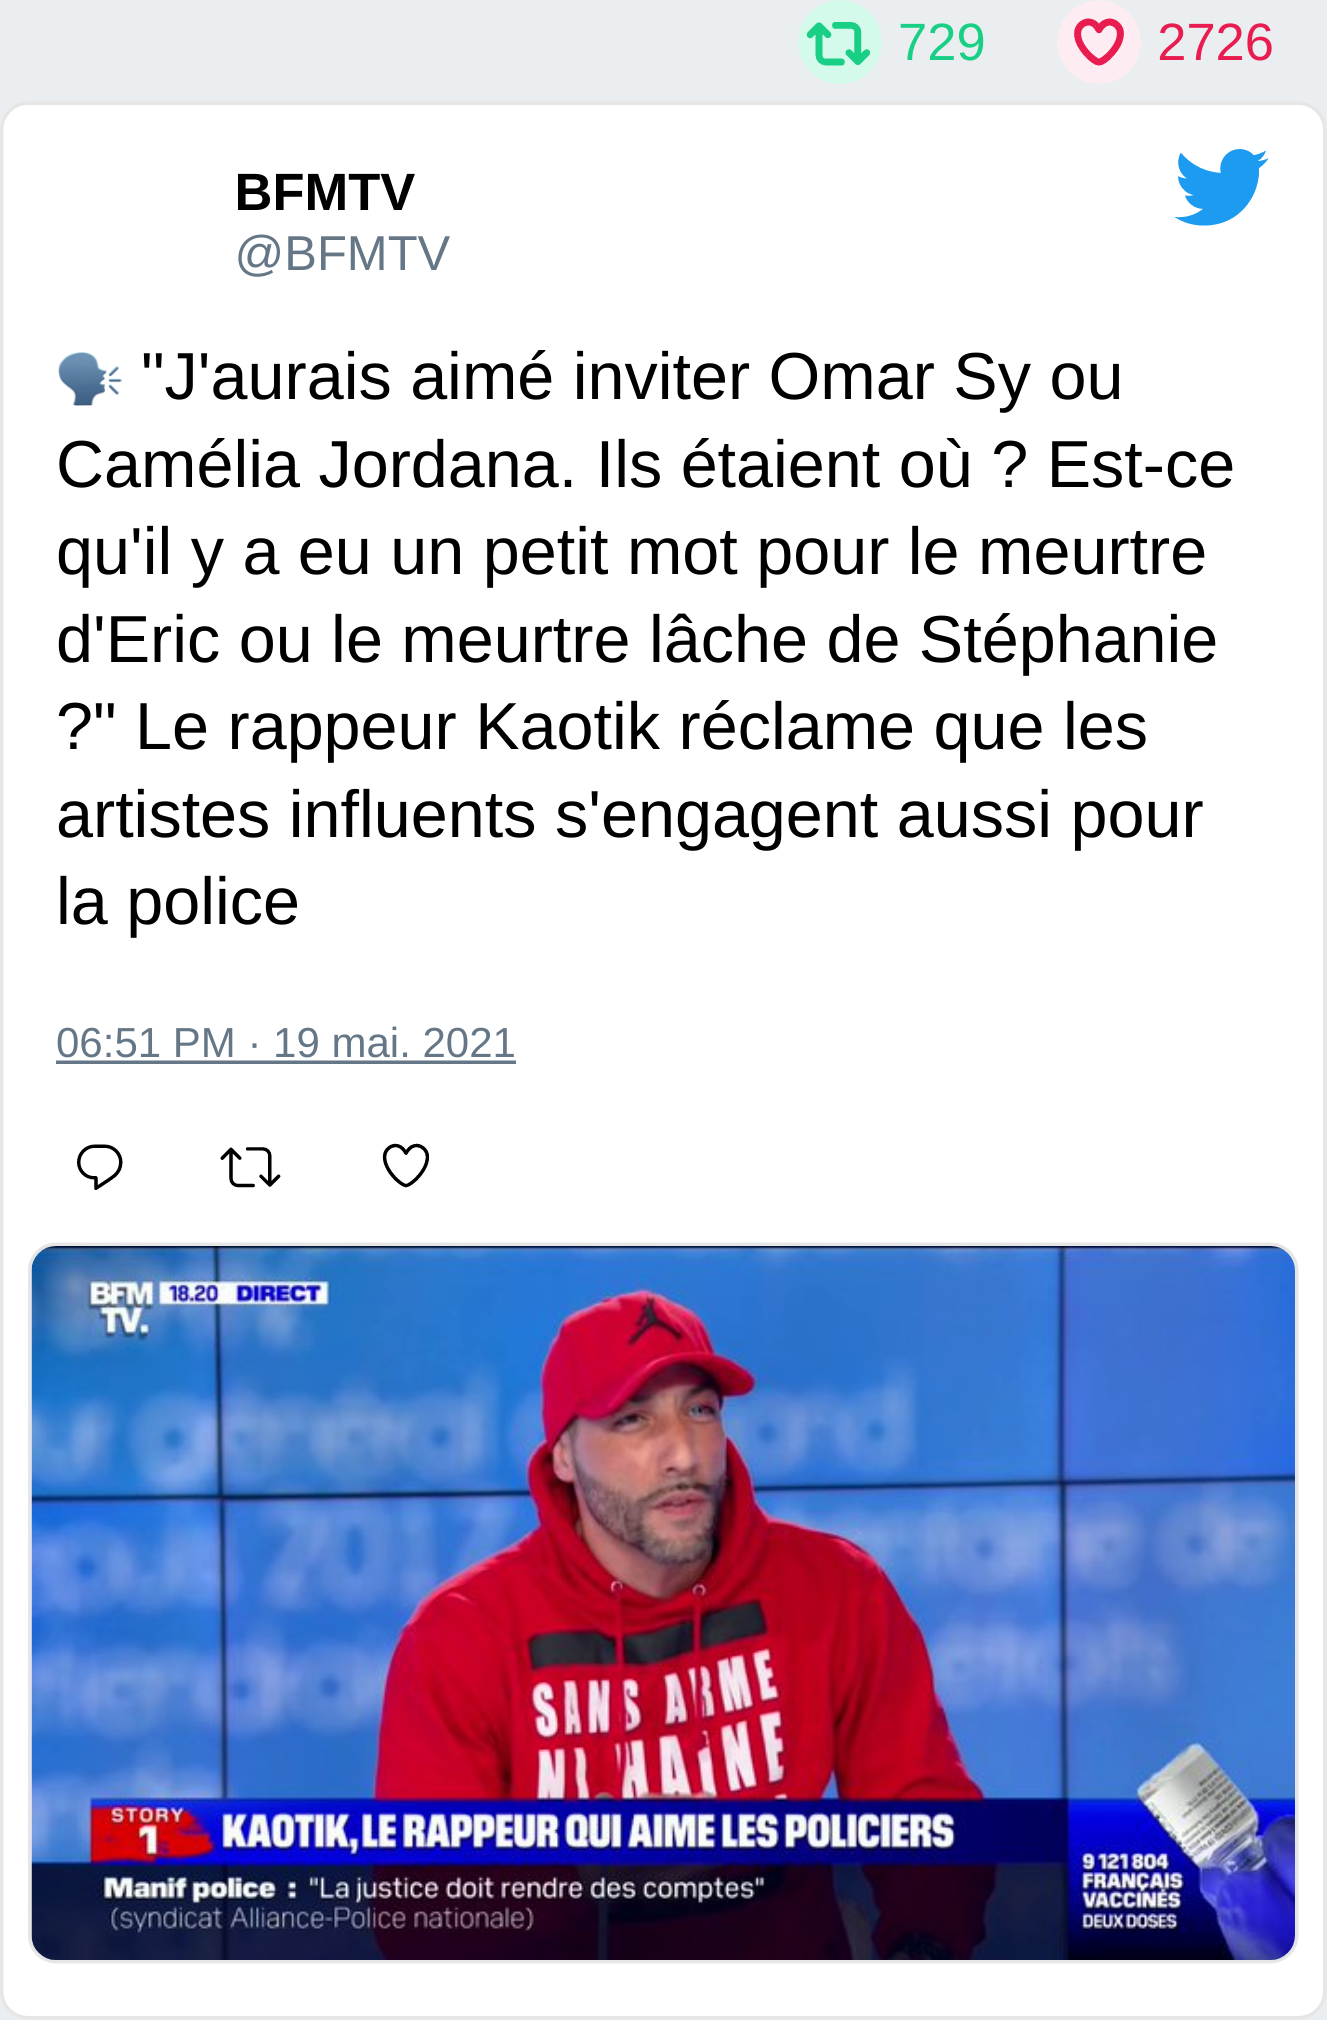 729 2726
BFMTV
@BFMTV
🗣 "J'aurais aimé inviter Omar Sy ou
Camélia Jordana. Ils étaient où ? Est-ce
qu'il y a eu un petit mot pour le meurtre
d'Eric ou le meurtre lâche de Stéphanie
?" Le rappeur Kaotik réclame que les
artistes influents s'engagent aussi pour
la police
06:51 PM · 19 mai. 2021
BFM
TV.
18.20 DIRECT
SANS ARME
NI HAINE
STORY
1
KAOTIK, LE RAPPEUR QUI AIME LES POLICIERS
Manif police : "La justice doit rendre des comptes"
(syndicat Alliance-Police nationale)
9 121 804
FRANÇAIS
VACCINÉS
DEUX DOSES